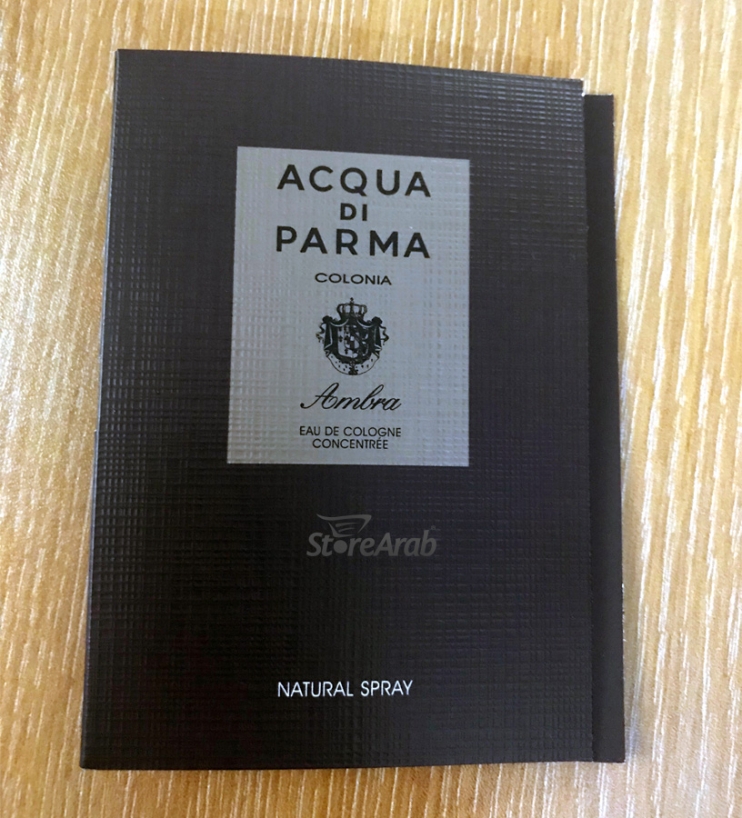 ACQUA
DI
PARMA
COLONIA
Ambra
EAU DE COLOGNE
CONCENTRÉE
StoreArab
NATURAL SPRAY